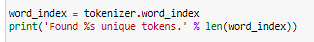 word_index = tokenizer.word_index
print('Found %s unique tokens.' % len(word_index))